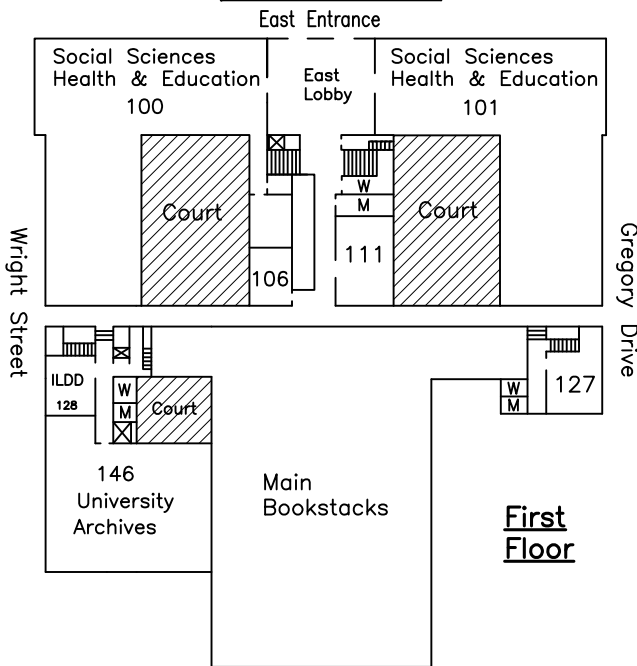 East Entrance
Social Sciences
Health & Education
100
East
Lobby
Social Sciences
Health & Education
101
W
M
Court
Court
111
106
Wright Street
Gregory Drive
ILDD
128
W
M
Court
W
M
127
146
University
Archives
Main
Bookstacks
First
Floor